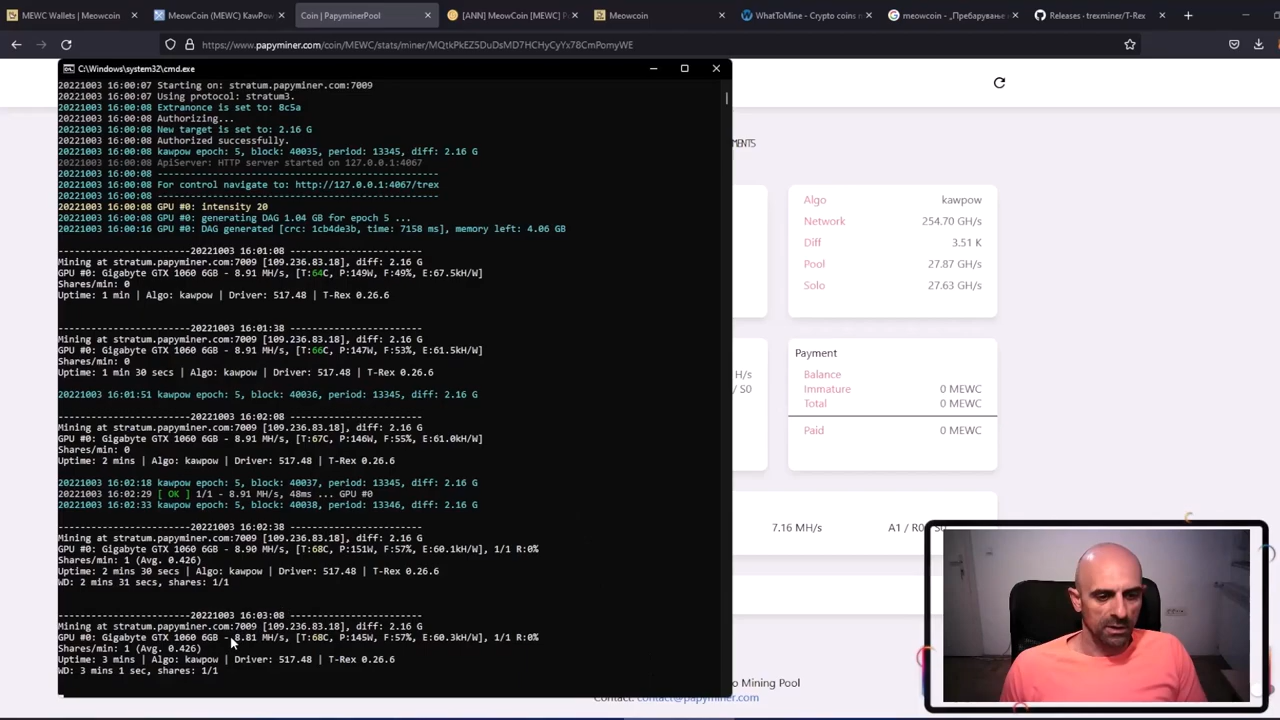 MEWC Wallets | Meowcoin
MeowCoin (MEWC) KawPow
Coin | PapyminerPool
[ANN] MeowCoin [MEWC] P
Meowcoin
WhatToMine - Crypto coins m
meowcoin - „Пребарување
Releases · trexminer/T-Rex
https://www.papyminer.com/coin/MEWC/stats/miner/MQtkPkEZ5DuDsMD7HCHyCyYx78CmPomyWE
C:\Windows\system32\cmd.exe
20221003 16:00:07 Starting on: stratum.papyminer.com:7009
20221003 16:00:07 Using protocol: stratum3.
20221003 16:00:08 Extranonce is set to: 8c5a
20221003 16:00:08 Authorizing...
20221003 16:00:08 New target is set to: 2.16 G
20221003 16:00:08 Authorized successfully.
20221003 16:00:08 kawpow epoch: 5, block: 40035, period: 13345, diff: 2.16 G
20221003 16:00:08 ApiServer: HTTP server started on 127.0.0.1:4067
20221003 16:00:08 ---------------------------------------------------
20221003 16:00:08 For control navigate to: http://127.0.0.1:4067/trex
20221003 16:00:08 ---------------------------------------------------
20221003 16:00:08 GPU #0: intensity 20
20221003 16:00:08 GPU #0: generating DAG 1.04 GB for epoch 5 ...
20221003 16:00:08 GPU #0: DAG generated [crc: 1cb4de3b, time: 7158 ms], memory left: 4.06 GB
------------------------20221003 16:01:08 ------------------------
Mining at stratum.papyminer.com:7009 [109.236.83.18], diff: 2.16 G
GPU #0: Gigabyte GTX 1060 6GB - 8.91 MH/s, [T:64C, P:149W, F:49%, E:67.5kH/W]
Shares/min: 0
Uptime: 1 min | Algo: kawpow | Driver: 517.48 | T-Rex 0.26.6
------------------------20221003 16:01:38 ------------------------
Mining at stratum.papyminer.com:7009 [109.236.83.18], diff: 2.16 G
GPU #0: Gigabyte GTX 1060 6GB - 8.91 MH/s, [T:66C, P:147W, F:53%, E:61.5kH/W]
Shares/min: 0
Uptime: 1 min 30 secs | Algo: kawpow | Driver: 517.48 | T-Rex 0.26.6
20221003 16:01:51 kawpow epoch: 5, block: 40036, period: 13345, diff: 2.16 G
------------------------20221003 16:02:08 ------------------------
Mining at stratum.papyminer.com:7009 [109.236.83.18], diff: 2.16 G
GPU #0: Gigabyte GTX 1060 6GB - 8.91 MH/s, [T:67C, P:146W, F:55%, E:61.0kH/W]
Shares/min: 0
Uptime: 2 mins | Algo: kawpow | Driver: 517.48 | T-Rex 0.26.6
20221003 16:02:18 kawpow epoch: 5, block: 40037, period: 13345, diff: 2.16 G
20221003 16:02:29 [ OK ] 1/1 - 8.91 MH/s, 48ms ... GPU #0
20221003 16:02:33 kawpow epoch: 5, block: 40038, period: 13346, diff: 2.16 G
------------------------20221003 16:02:38 ------------------------
Mining at stratum.papyminer.com:7009 [109.236.83.18], diff: 2.16 G
GPU #0: Gigabyte GTX 1060 6GB - 8.90 MH/s, [T:68C, P:151W, F:57%, E:60.1kH/W], 1/1 R:0%
Shares/min: 1 (Avg. 0.426)
Uptime: 2 mins 30 secs | Algo: kawpow | Driver: 517.48 | T-Rex 0.26.6
WD: 2 mins 31 secs, shares: 1/1
------------------------20221003 16:03:08 ------------------------
Mining at stratum.papyminer.com:7009 [109.236.83.18], diff: 2.16 G
GPU #0: Gigabyte GTX 1060 6GB - 8.81 MH/s, [T:68C, P:145W, F:57%, E:60.3kH/W], 1/1 R:0%
Shares/min: 1 (Avg. 0.426)
Uptime: 3 mins | Algo: kawpow | Driver: 517.48 | T-Rex 0.26.6
WD: 3 mins 1 sec, shares: 1/1
MENTS
Algo kawpow
Network 254.70 GH/s
Diff 3.51 K
Pool 27.87 GH/s
Solo 27.63 GH/s
H/s
/ S0
Payment
Balance
Immature 0 MEWC
Total 0 MEWC
Paid 0 MEWC
7.16 MH/s A1 / R0 / S0
o Mining Pool
Contact: contact@papyminer.com